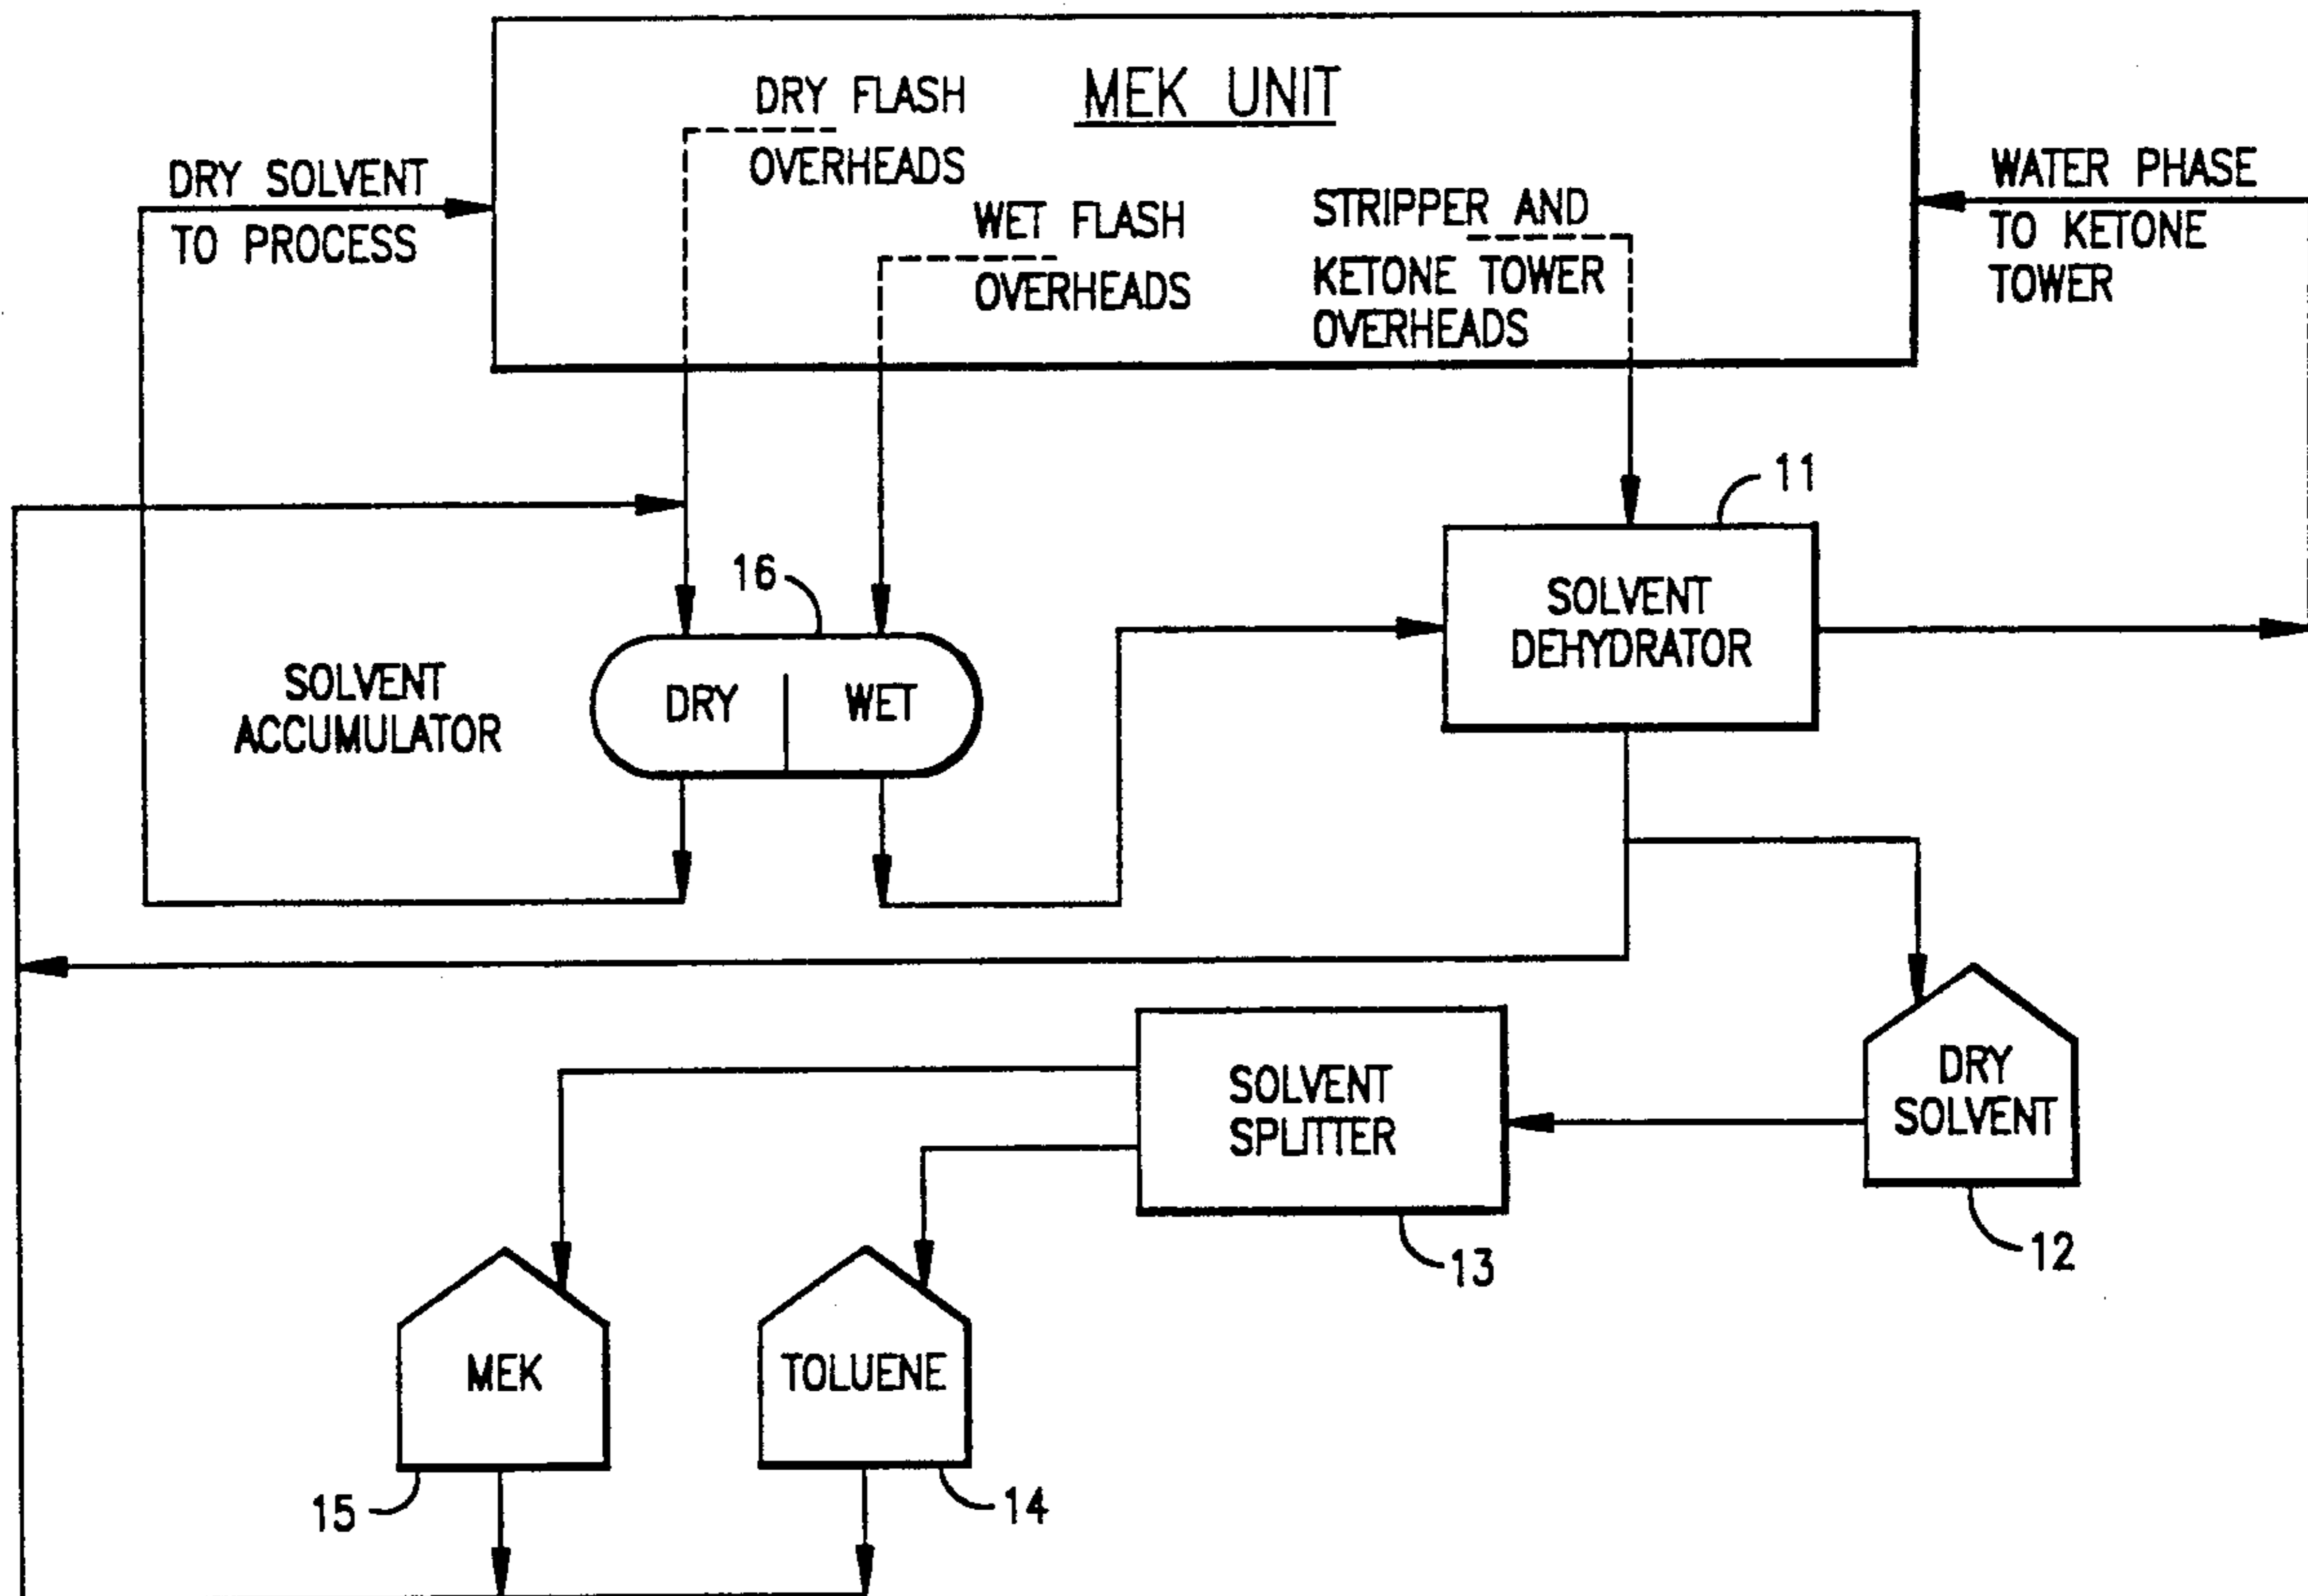 DRY FLASH
OVERHEADS
MEK UNIT
DRY SOLVENT
TO PROCESS
WET FLASH
OVERHEADS
STRIPPER AND
KETONE TOWER
OVERHEADS
WATER PHASE
TO KETONE
TOWER
11
16
SOLVENT
DEHYDRATOR
SOLVENT
ACCUMULATOR
DRY
WET
SOLVENT
SPLITTER
DRY
SOLVENT
12
13
MEK
TOLUENE
15
14